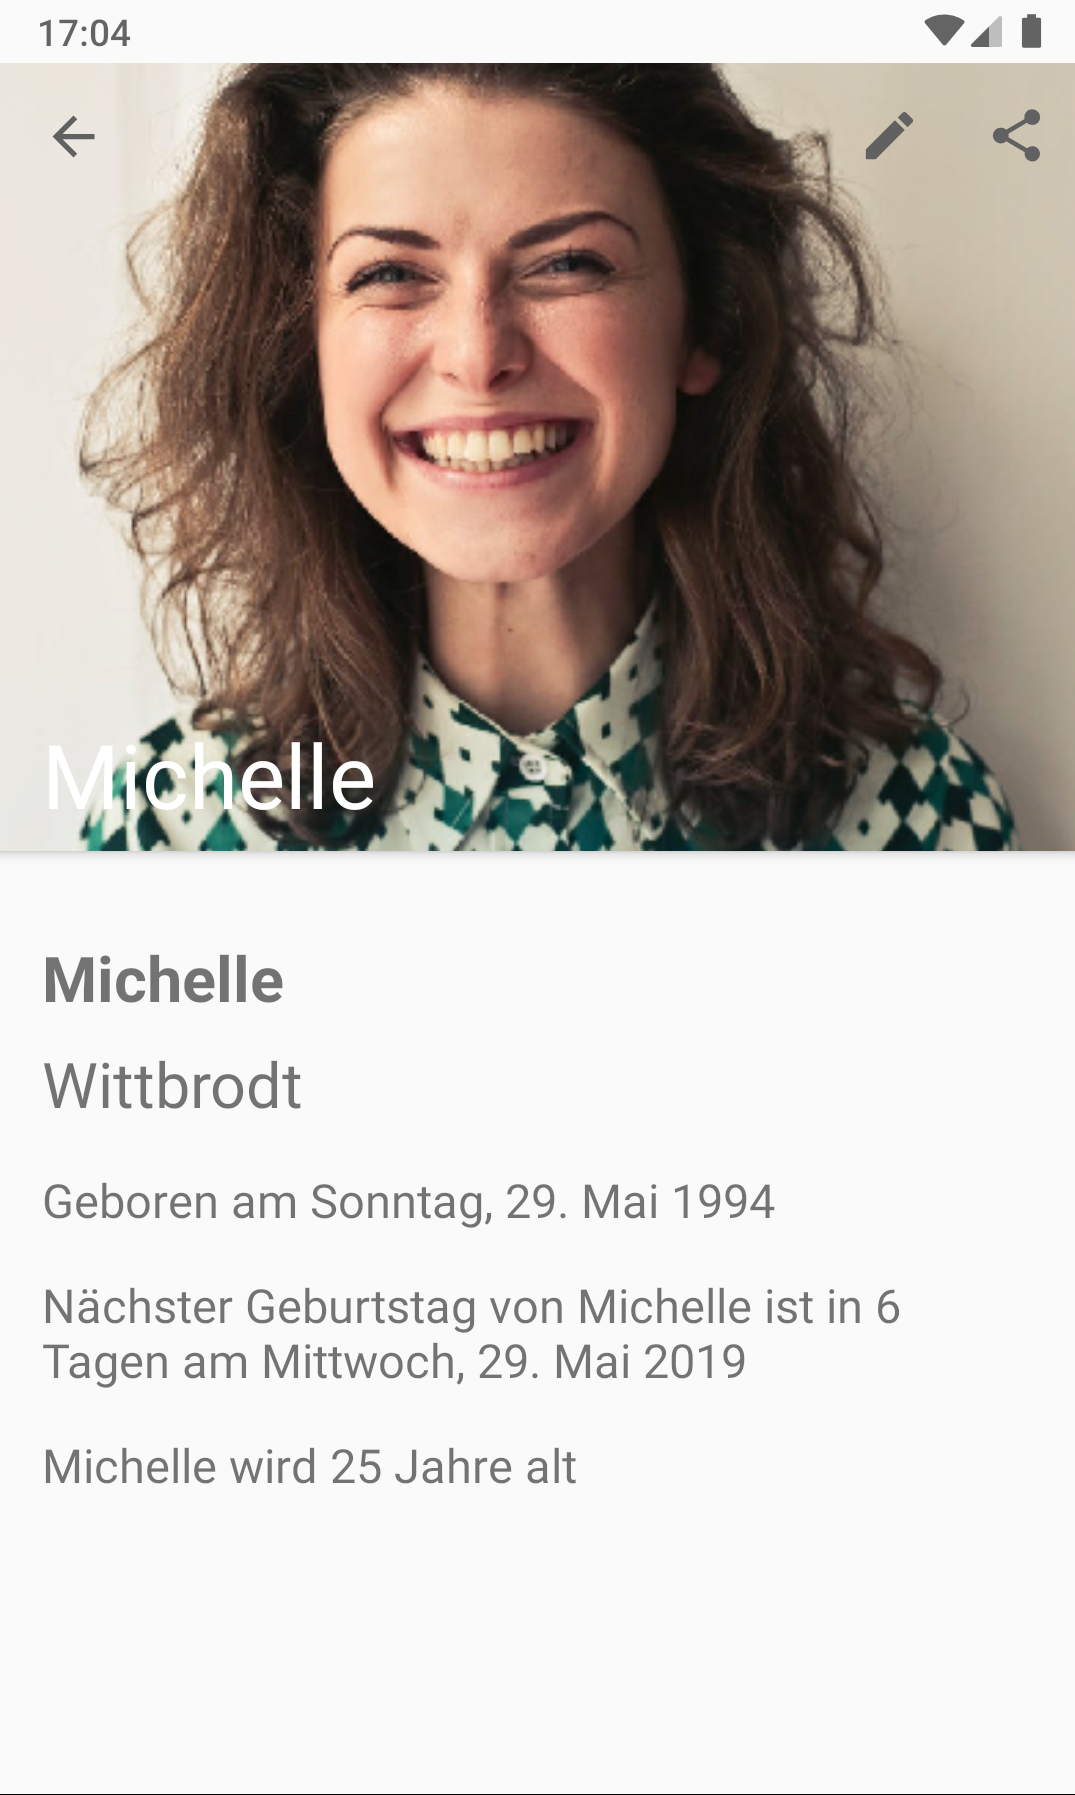 17:04
Michelle
Michelle
Wittbrodt
Geboren am Sonntag, 29. Mai 1994
Nächster Geburtstag von Michelle ist in 6
Tagen am Mittwoch, 29. Mai 2019
Michelle wird 25 Jahre alt